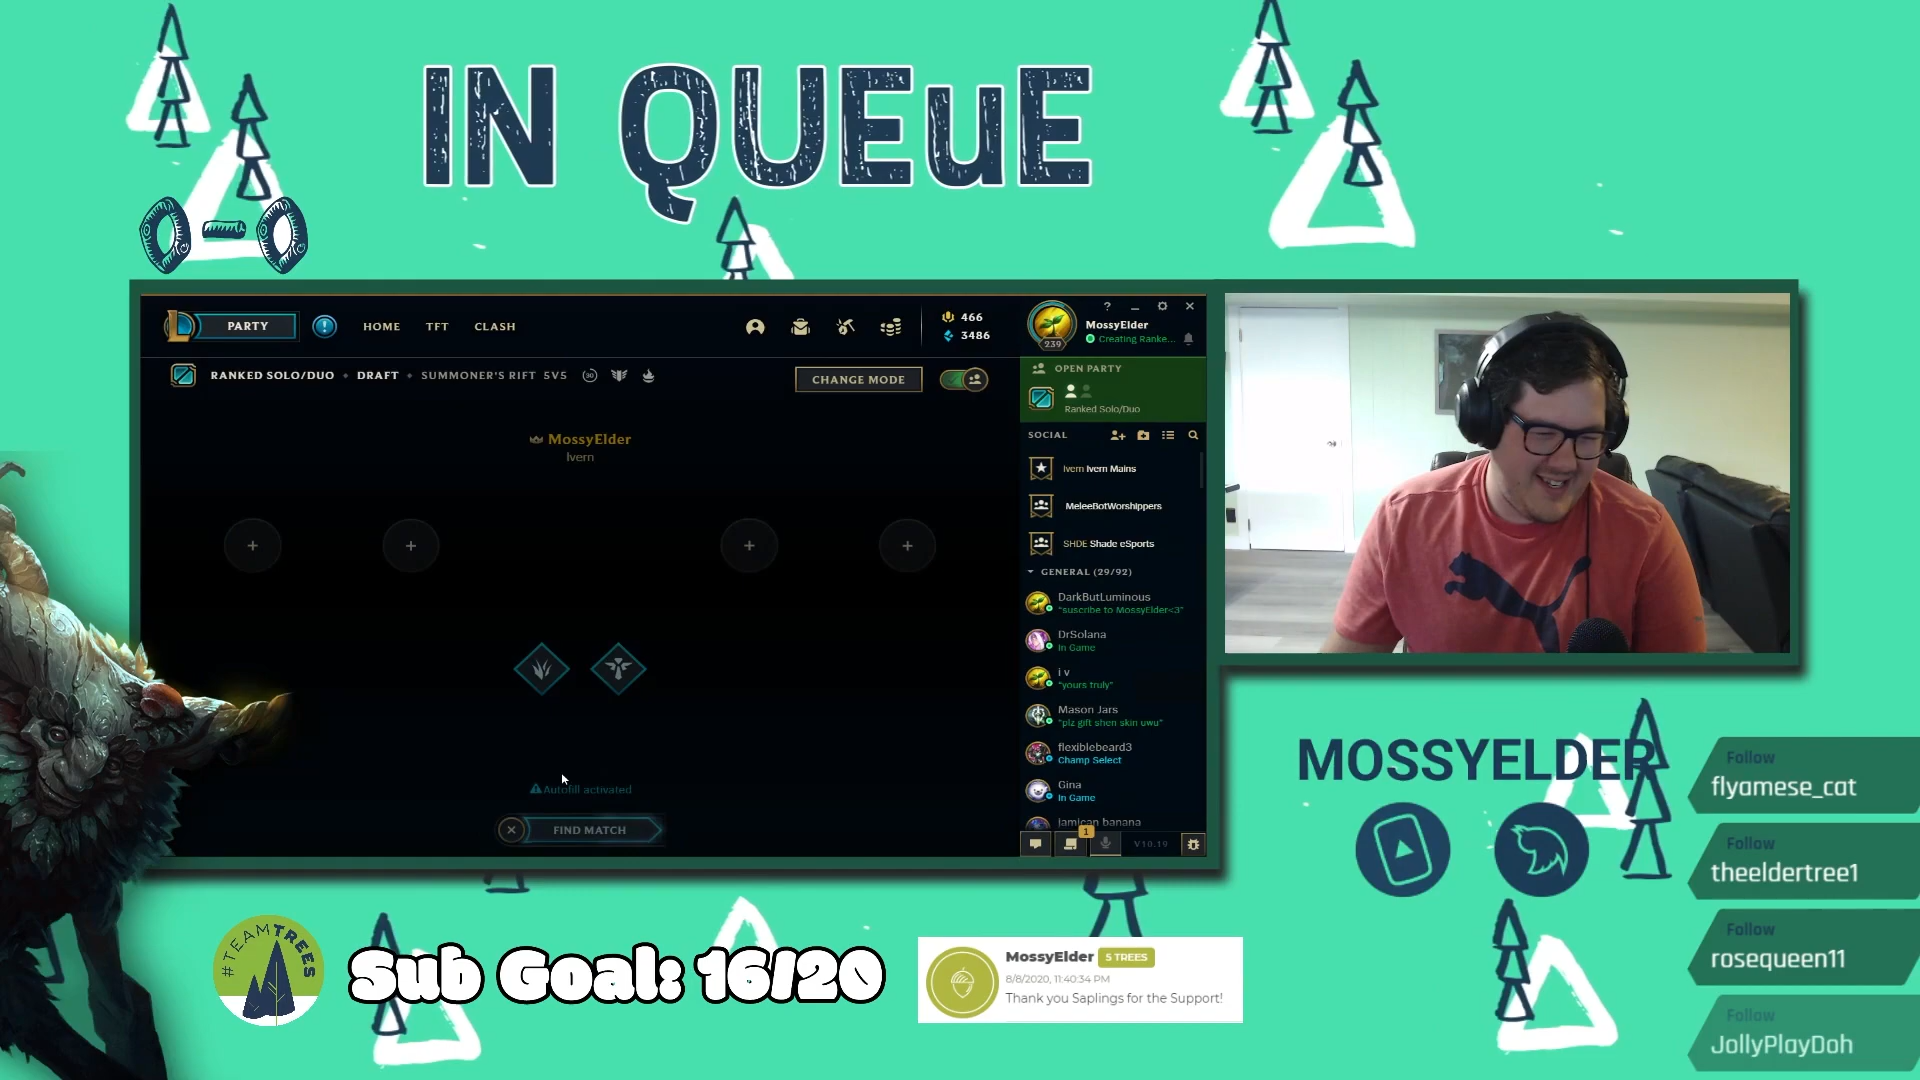 IN QUEuE
0-0
PARTY
HOME
TFT
CLASH
466
3486
?
MossyElder
239
Creating Ranke...
RANKED SOLO/DUO • DRAFT • SUMMONER'S RIFT 5V5
30
CHANGE MODE
OPEN PARTY
Ranked Solo/Duo
MossyElder
Ivern
SOCIAL
Ivern Ivern Mains
MeleeBotWorshippers
SHDE Shade eSports
GENERAL (29/92)
DarkButLuminous
"suscribe to MossyElder<3"
DrSolana
In Game
i v
"yours truly"
Mason Jars
"plz gift shen skin uwu"
flexiblebeard3
Champ Select
Gina
In Game
jamican banana
Autofill activated
FIND MATCH
1
V10.19
MOSSYELDER
Follow
flyamese_cat
Follow
theeldertree1
Follow
rosequeen11
Follow
JollyPlayDoh
#TEAMTREES
Sub Goal: 16/20
MossyElder 5 TREES
8/8/2020, 11:40:34 PM
Thank you Saplings for the Support!